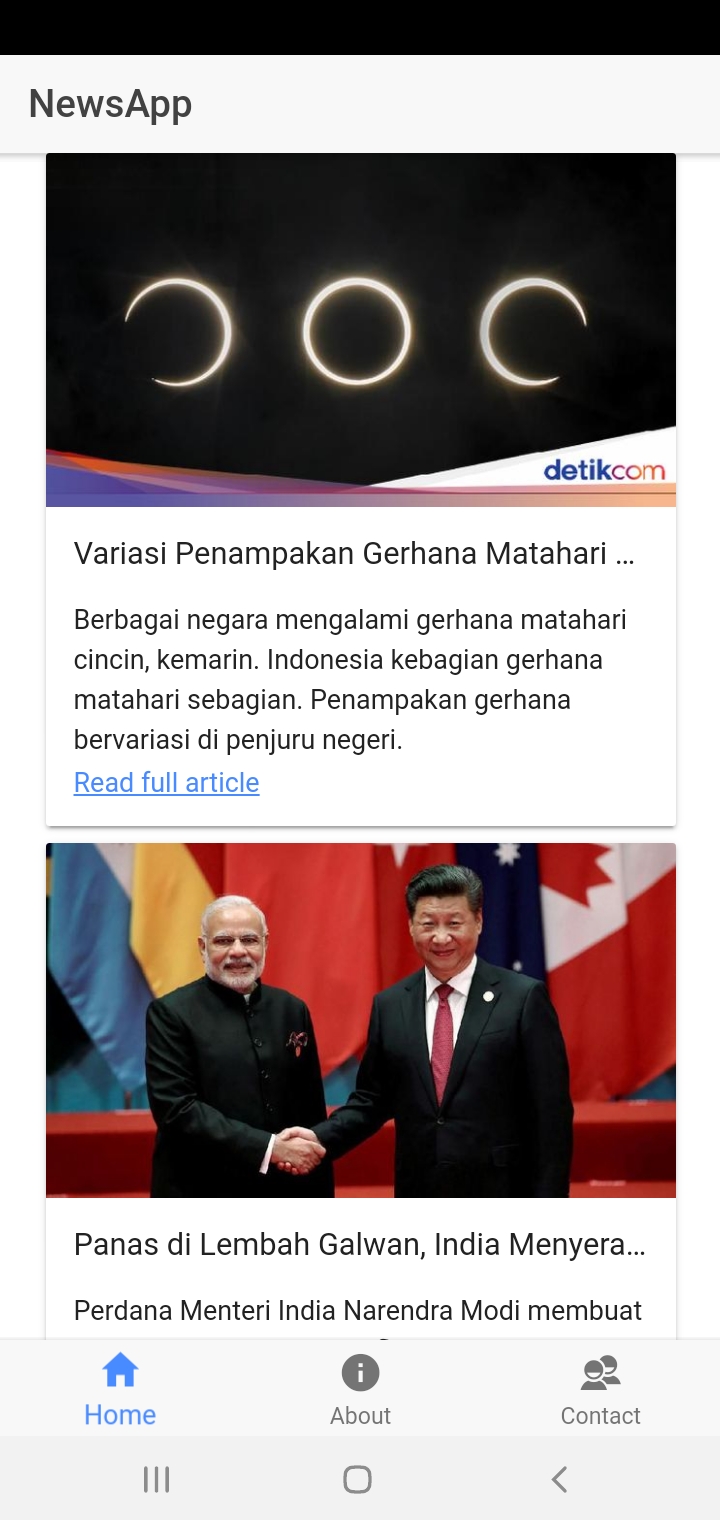 NewsApp
detikcom
Variasi Penampakan Gerhana Matahari ...
Berbagai negara mengalami gerhana matahari
cincin, kemarin. Indonesia kebagian gerhana
matahari sebagian. Penampakan gerhana
bervariasi di penjuru negeri.
Read full article
Panas di Lembah Galwan, India Menyera...
Perdana Menteri India Narendra Modi membuat
Home
About
Contact